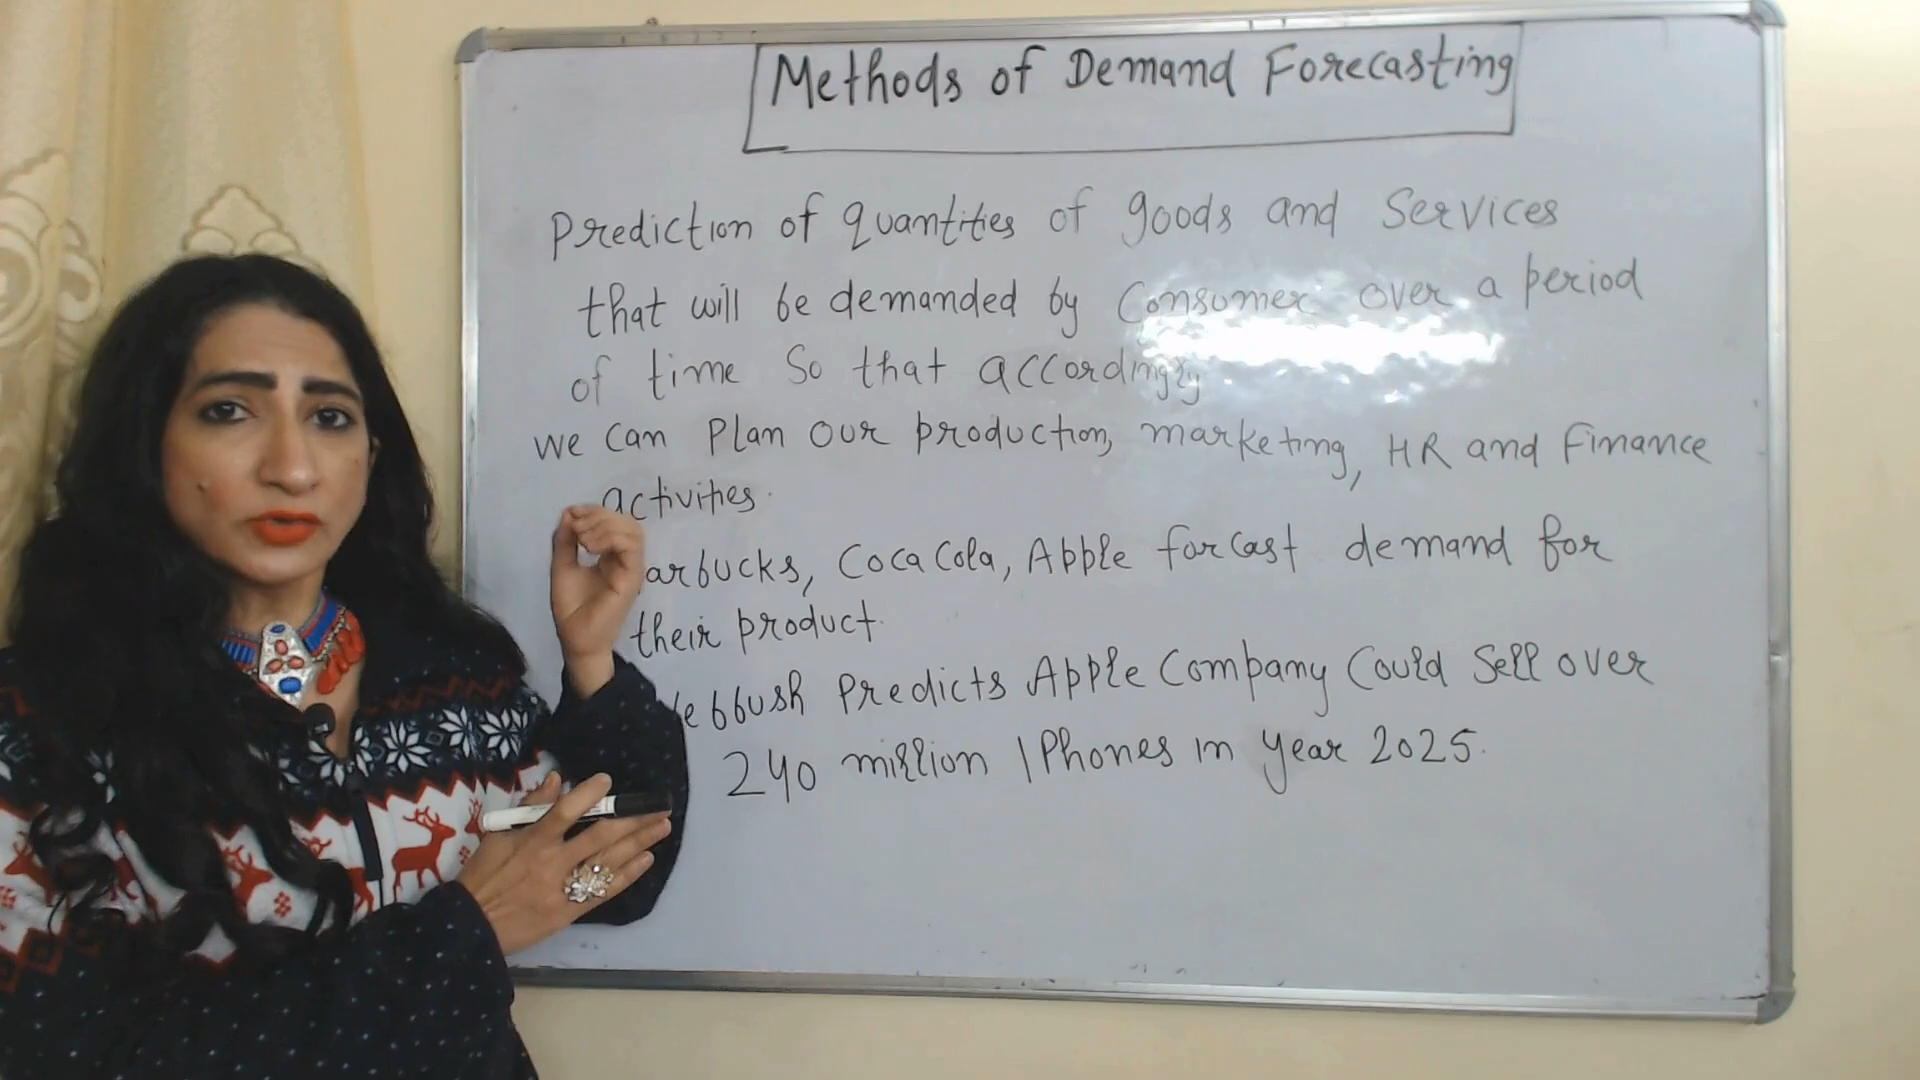 Methods of Demand Forecasting
Prediction of quantities of goods and Services
that will be demanded by Consumer over a period
of time So that accordingly
we can Plan our production, marketing, HR and Finance
activities.
arbucks, Coca Cola, Apple forcast demand for
their product.
ebbush Predicts Apple Company Could Sell over
240 million IPhones in year 2025.